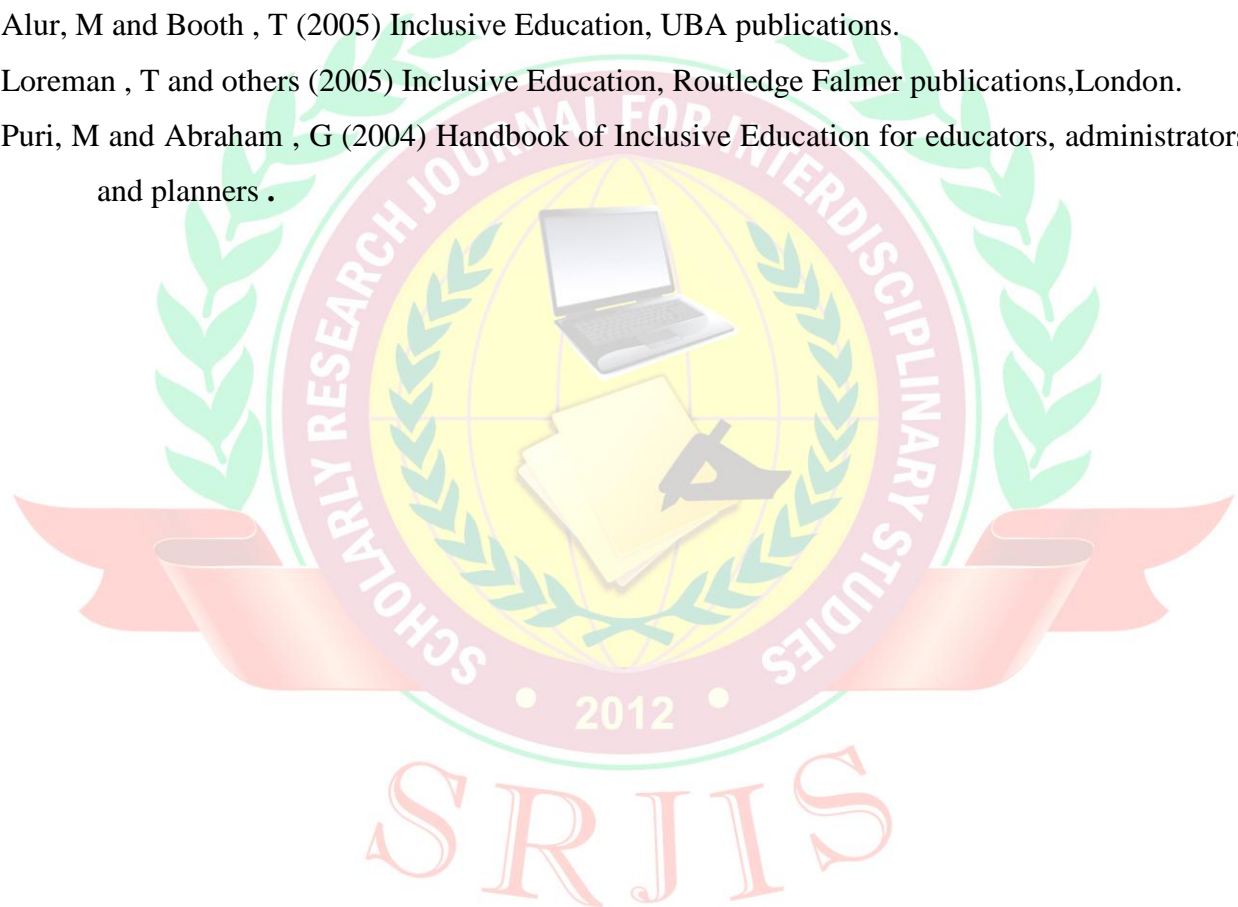 Alur, M and Booth , T (2005) Inclusive Education, UBA publications.
Loreman , T and others (2005) Inclusive Education, Routledge Falmer publications,London.
Puri, M and Abraham , G (2004) Handbook of Inclusive Education for educators, administrators
and planners .
SCHOLARLY RESEARCH JOURNAL FOR INTERDISCIPLINARY STUDIES
• 2012 •
SRJIS